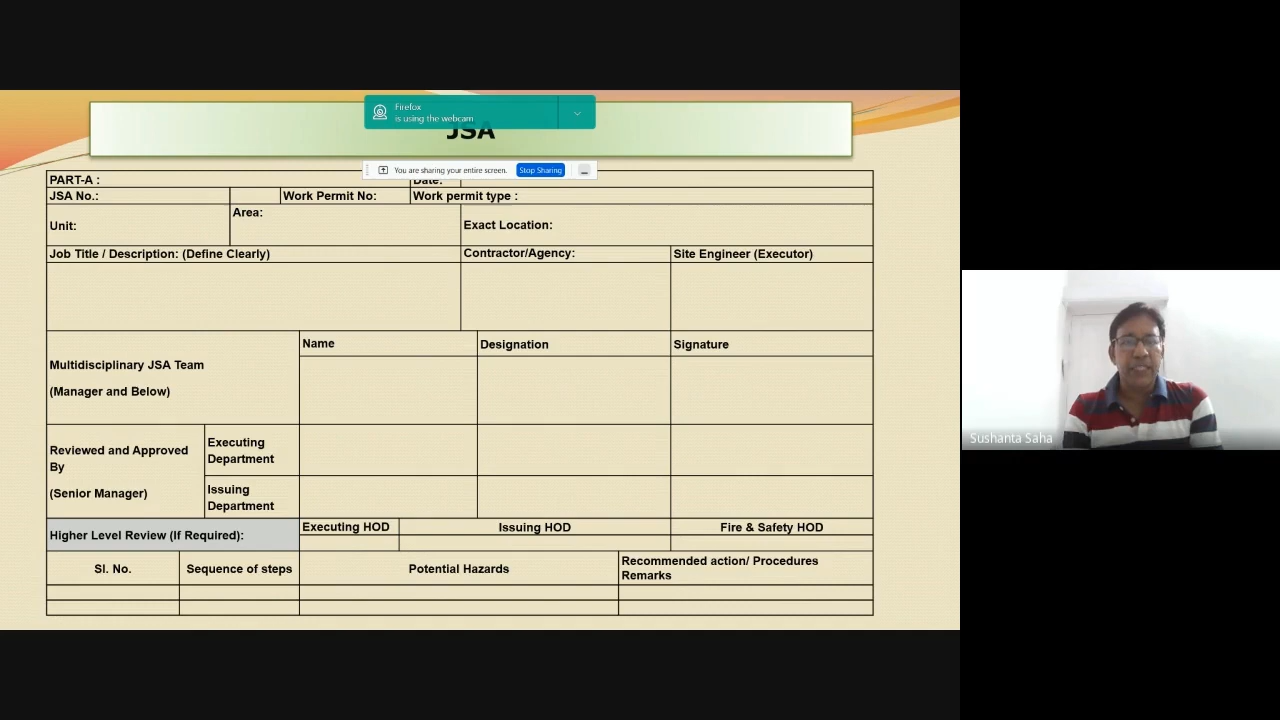 Firefox
is using the webcam
JSA
You are sharing your entire screen. Stop Sharing
PART-A : Date:
JSA No.: Work Permit No: Work permit type :
Unit: Area: Exact Location:
Job Title / Description: (Define Clearly) Contractor/Agency: Site Engineer (Executor)
Multidisciplinary JSA Team
(Manager and Below)
Name Designation Signature
Reviewed and Approved
By
(Senior Manager)
Executing
Department
Issuing
Department
Higher Level Review (If Required): Executing HOD Issuing HOD Fire & Safety HOD
Sl. No. Sequence of steps Potential Hazards Recommended action/ Procedures
Remarks
Sushanta Saha